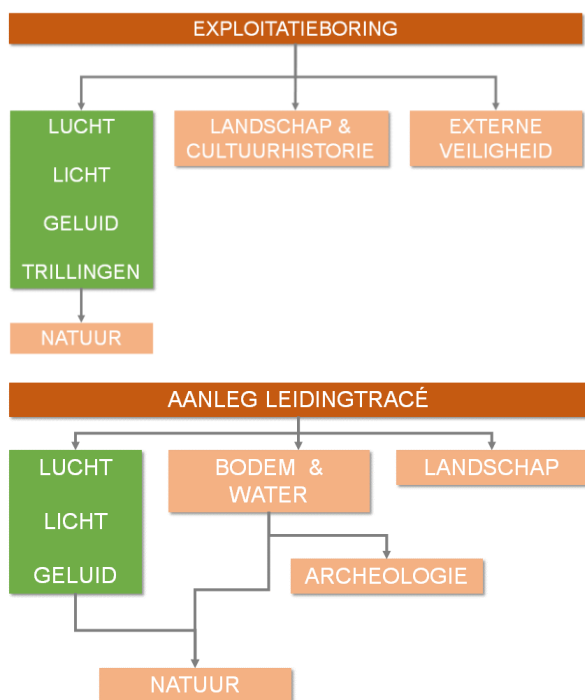 EXPLOITATIEBORING
LUCHT
LICHT
GELUID
TRILLINGEN
LANDSCHAP &
CULTUURHISTORIE
EXTERNE
VEILIGHEID
NATUUR
AANLEG LEIDINGTRACÉ
LUCHT
LICHT
GELUID
BODEM &
WATER
LANDSCHAP
ARCHEOLOGIE
NATUUR